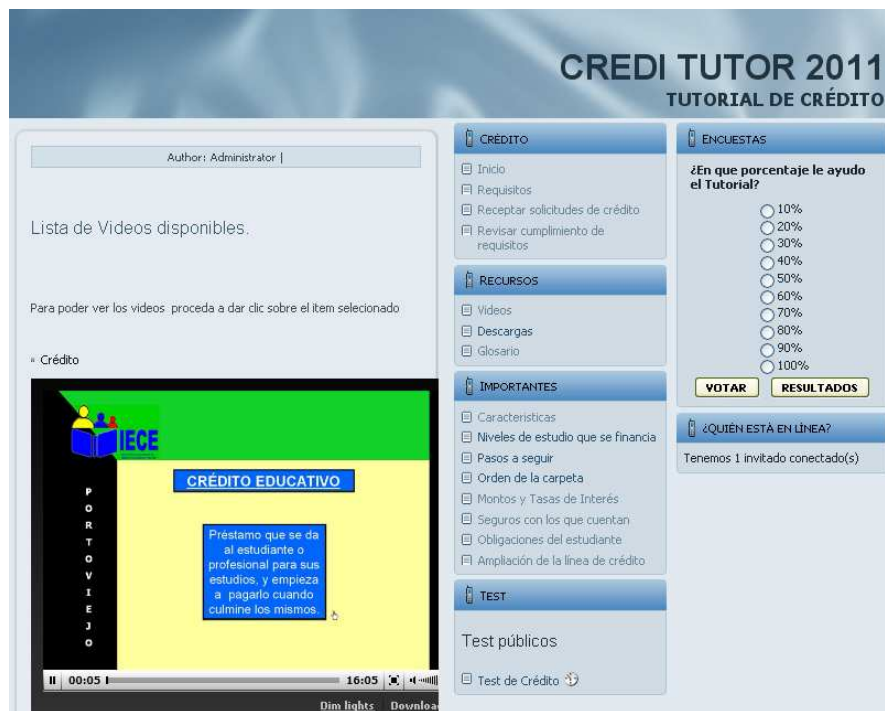 CREDI TUTOR 2011
TUTORIAL DE CRÉDITO
Author: Administrator |
Lista de Videos disponibles.
Para poder ver los videos proceda a dar clic sobre el item selecionado
Crédito
IECE
PORTOVIEJO
CRÉDITO EDUCATIVO
Préstamo que se da
al estudiante o
profesional para sus
estudios, y empieza
a pagarlo cuando
culmine los mismos.
00:05
16:05
Dim lights
Downloa
CRÉDITO
Inicio
Requisitos
Receptar solicitudes de crédito
Revisar cumplimiento de
requisitos
RECURSOS
Videos
Descargas
Glosario
IMPORTANTES
Caracteristicas
Niveles de estudio que se financia
Pasos a seguir
Orden de la carpeta
Montos y Tasas de Interés
Seguros con los que cuentan
Obligaciones del estudiante
Ampliación de la línea de crédito
TEST
Test públicos
Test de Crédito
ENCUESTAS
¿En que porcentaje le ayudo
el Tutorial?
10%
20%
30%
40%
50%
60%
70%
80%
90%
100%
VOTAR
RESULTADOS
¿QUIÉN ESTÁ EN LÍNEA?
Tenemos 1 invitado conectado(s)